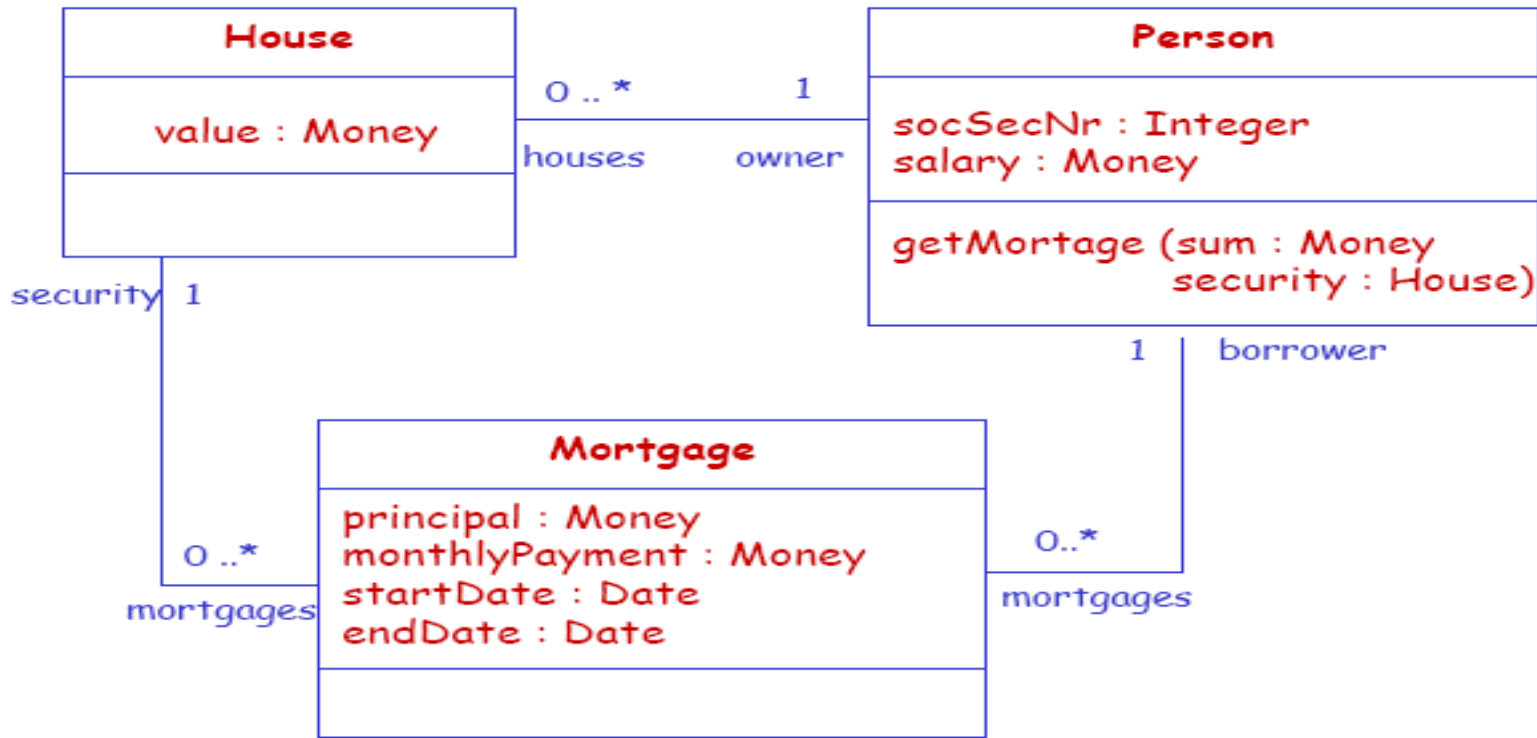 House
value : Money
0 .. *
1
houses
owner
Person
socSecNr : Integer
salary : Money
getMortage (sum : Money
security : House)
security
1
1
borrower
Mortgage
principal : Money
monthlyPayment : Money
startDate : Date
endDate : Date
0 ..*
mortgages
0..*
mortgages